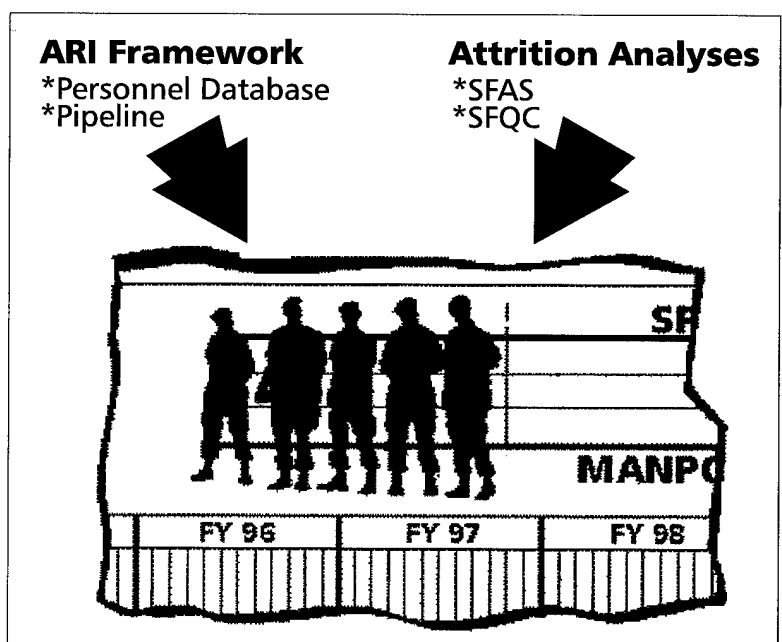 ARI Framework
*Personnel Database
*Pipeline
Attrition Analyses
*SFAS
*SFQC
SF
MANPO
FY 96
FY 97
FY 98